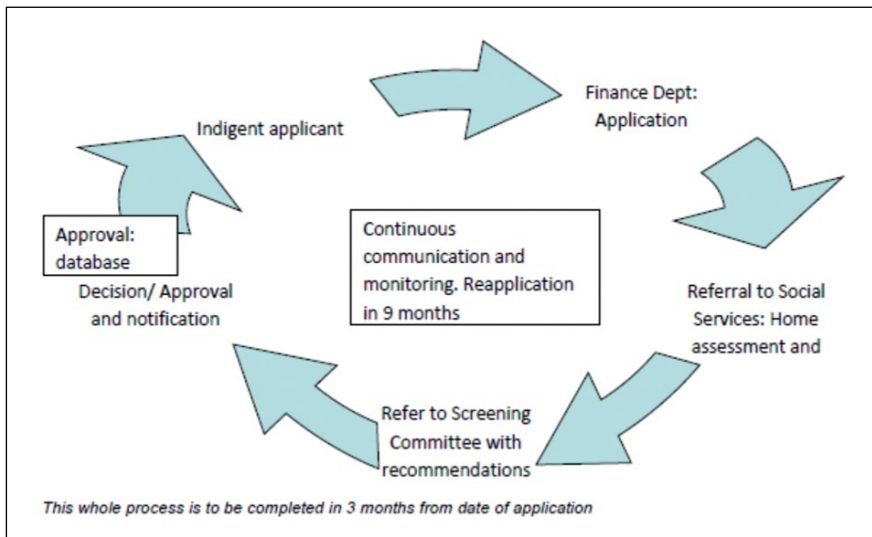 Indigent applicant
Finance Dept:
Application
Referral to Social
Services: Home
assessment and
Refer to Screening
Committee with
recommendations
Decision/ Approval
and notification
Approval:
database
Continuous
communication and
monitoring. Reapplication
in 9 months
This whole process is to be completed in 3 months from date of application